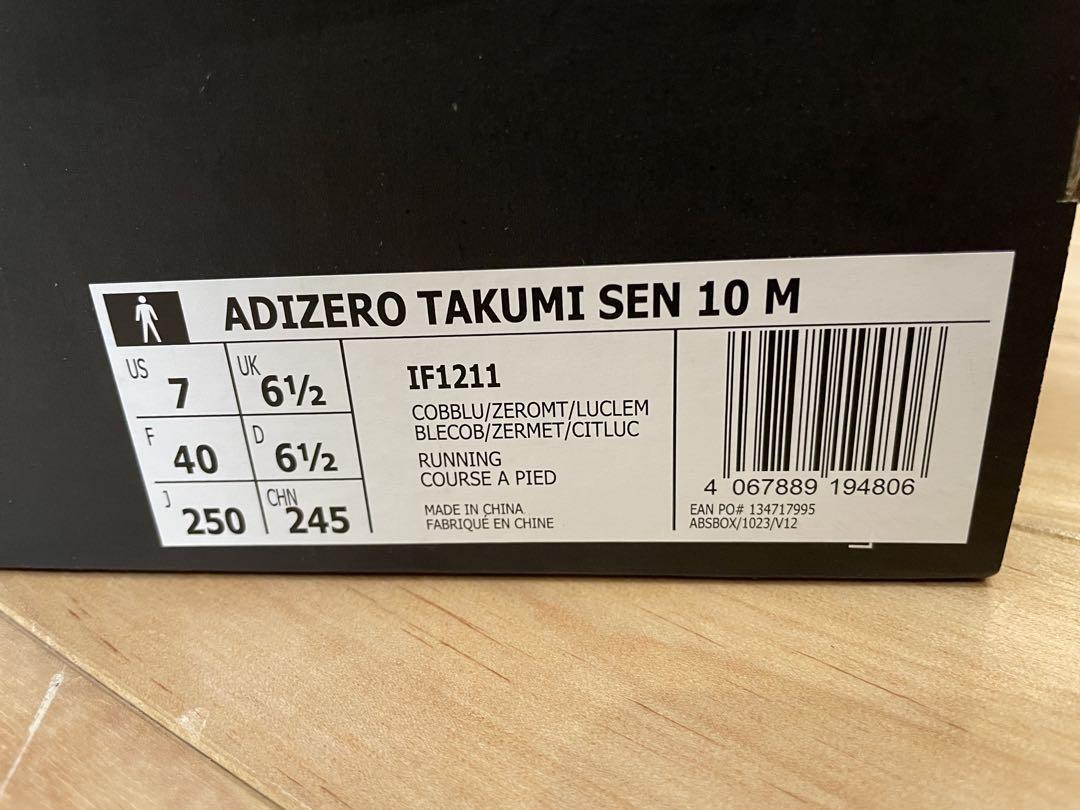 ADIZERO TAKUMI SEN 10 M
US 7 UK 6½
F 40 D 6½
J 250 CHN 245
IF1211
COBBLU/ZEROMT/LUCLEM
BLECOB/ZERMET/CITLUC
RUNNING
COURSE A PIED
MADE IN CHINA
FABRIQUÉ EN CHINE
4 067889 194806
EAN PO# 134717995
ABSBOX/1023/V12